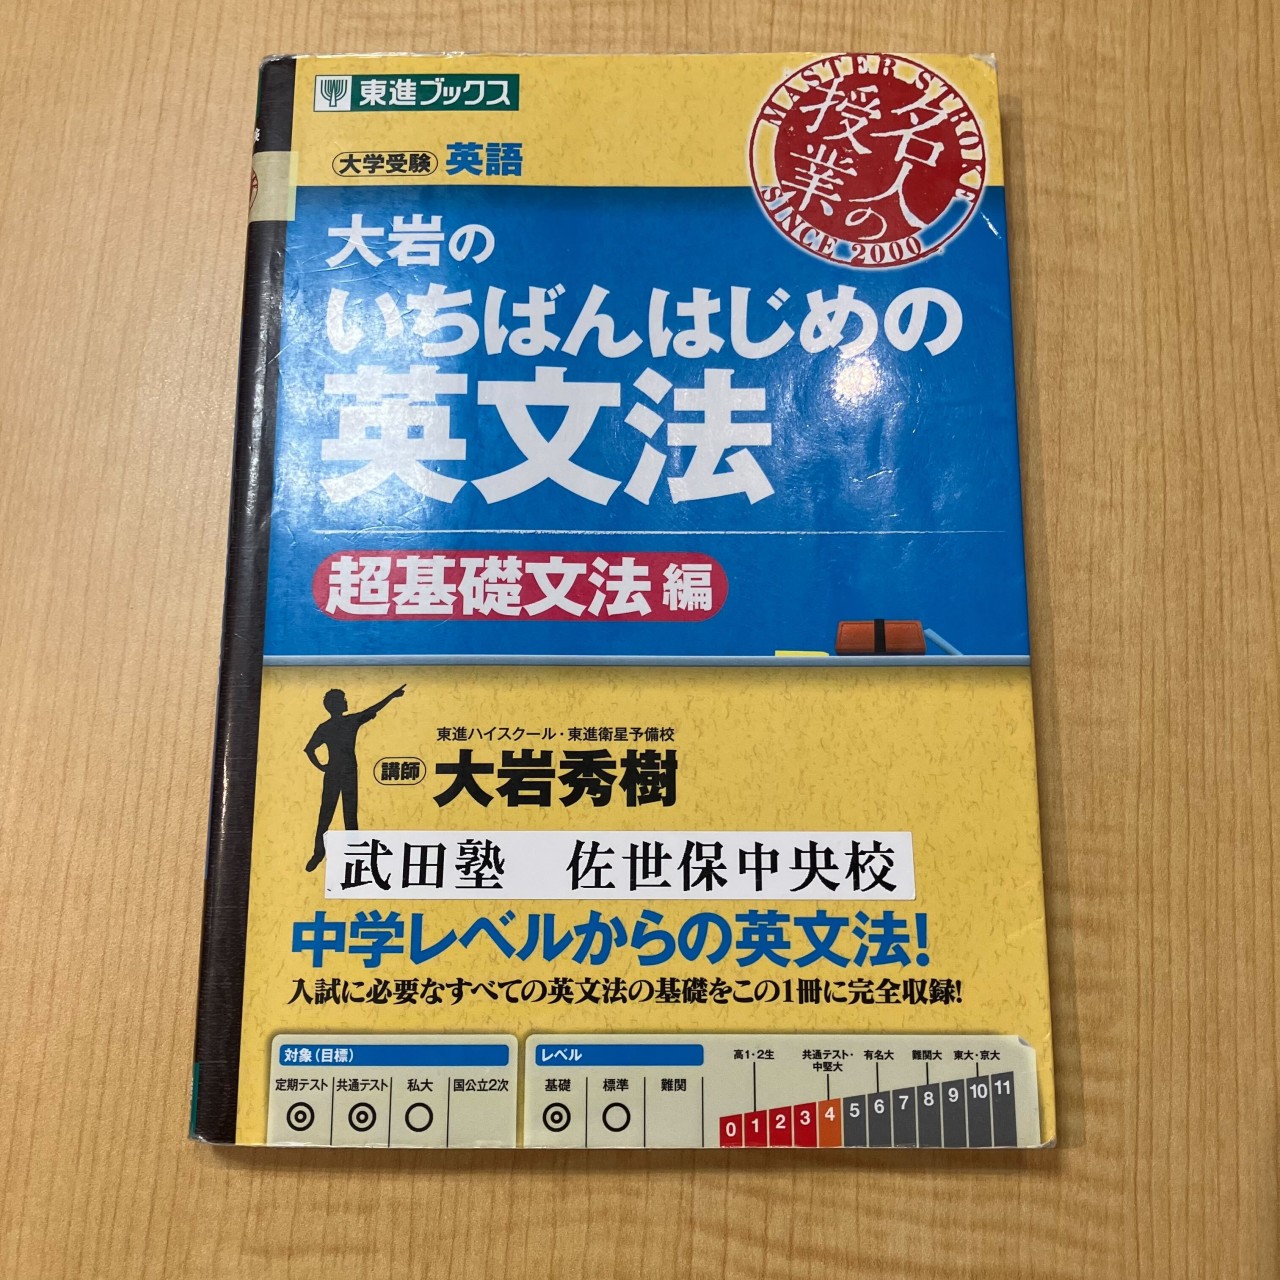 東進ブックス
MASTER STROKE
名人の
授業
SINCE 2000
大学受験 英語
大岩の
いちばんはじめの
英文法
超基礎文法 編
東進ハイスクール・東進衛星予備校
講師 大岩秀樹
武田塾 佐世保中央校
中学レベルからの英文法!
入試に必要なすべての英文法の基礎をこの1冊に完全収録!
対象(目標)
定期テスト 共通テスト 私大 国公立2次
◎ ◎ ○
レベル
基礎 標準 難関
◎ ○
高1・2生 共通テスト・中堅大 有名大 難関大 東大・京大
0 1 2 3 4 5 6 7 8 9 10 11